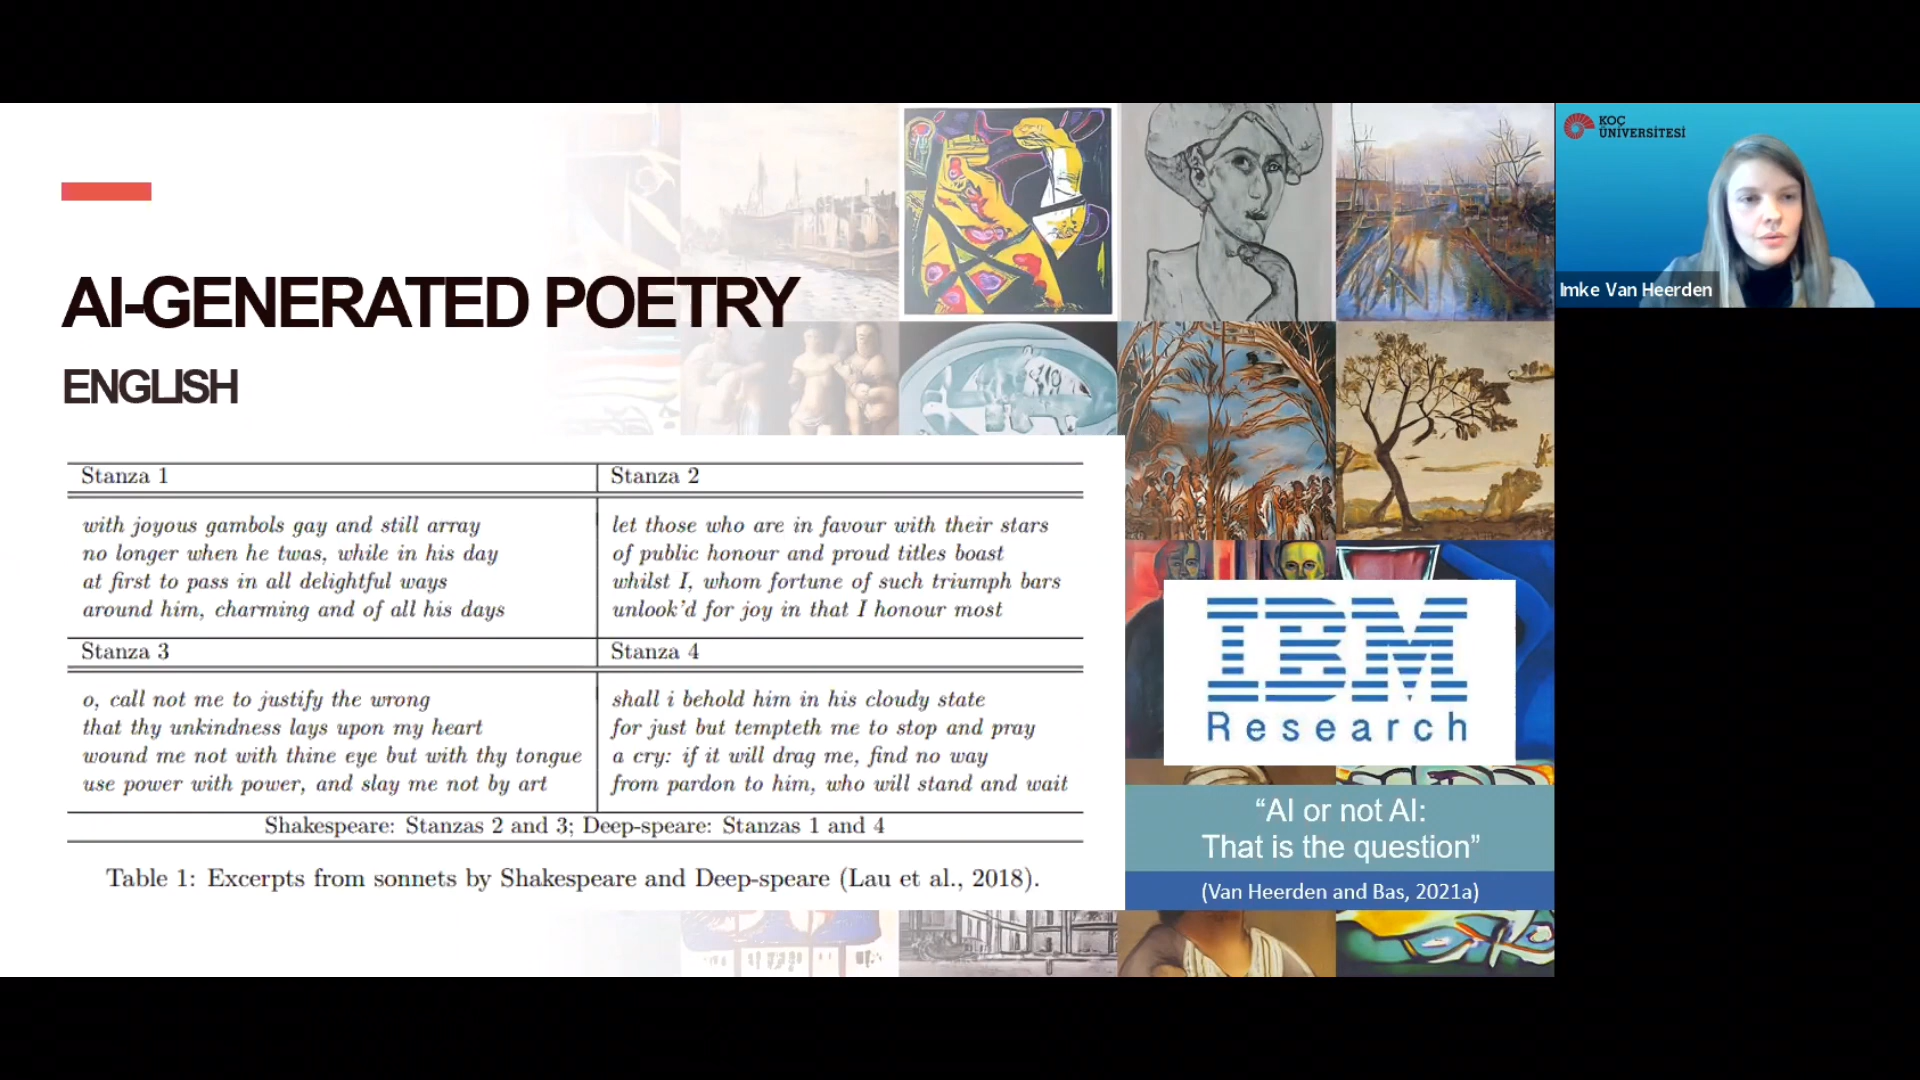 AI-GENERATED POETRY
ENGLISH
Stanza 1
with joyous gambols gay and still array
no longer when he twas, while in his day
at first to pass in all delightful ways
around him, charming and of all his days
Stanza 2
let those who are in favour with their stars
of public honour and proud titles boast
whilst I, whom fortune of such triumph bars
unlook'd for joy in that I honour most
Stanza 3
o, call not me to justify the wrong
that thy unkindness lays upon my heart
wound me not with thine eye but with thy tongue
use power with power, and slay me not by art
Stanza 4
shall i behold him in his cloudy state
for just but tempteth me to stop and pray
a cry: if it will drag me, find no way
from pardon to him, who will stand and wait
Shakespeare: Stanzas 2 and 3; Deep-speare: Stanzas 1 and 4
Table 1: Excerpts from sonnets by Shakespeare and Deep-speare (Lau et al., 2018).
IBM
Research
“AI or not AI:
That is the question”
(Van Heerden and Bas, 2021a)
KOÇ
ÜNİVERSİTESİ
Imke Van Heerden